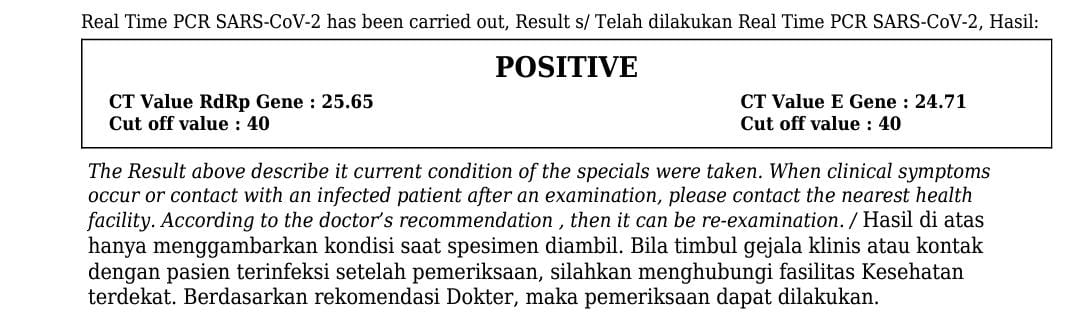 Real Time PCR SARS-CoV-2 has been carried out, Result s/ Telah dilakukan Real Time PCR SARS-CoV-2, Hasil:
POSITIVE
CT Value RdRp Gene : 25.65
Cut off value : 40
CT Value E Gene : 24.71
Cut off value : 40
The Result above describe it current condition of the specials were taken. When clinical symptoms
occur or contact with an infected patient after an examination, please contact the nearest health
facility. According to the doctor’s recommendation , then it can be re-examination. / Hasil di atas
hanya menggambarkan kondisi saat spesimen diambil. Bila timbul gejala klinis atau kontak
dengan pasien terinfeksi setelah pemeriksaan, silahkan menghubungi fasilitas Kesehatan
terdekat. Berdasarkan rekomendasi Dokter, maka pemeriksaan dapat dilakukan.